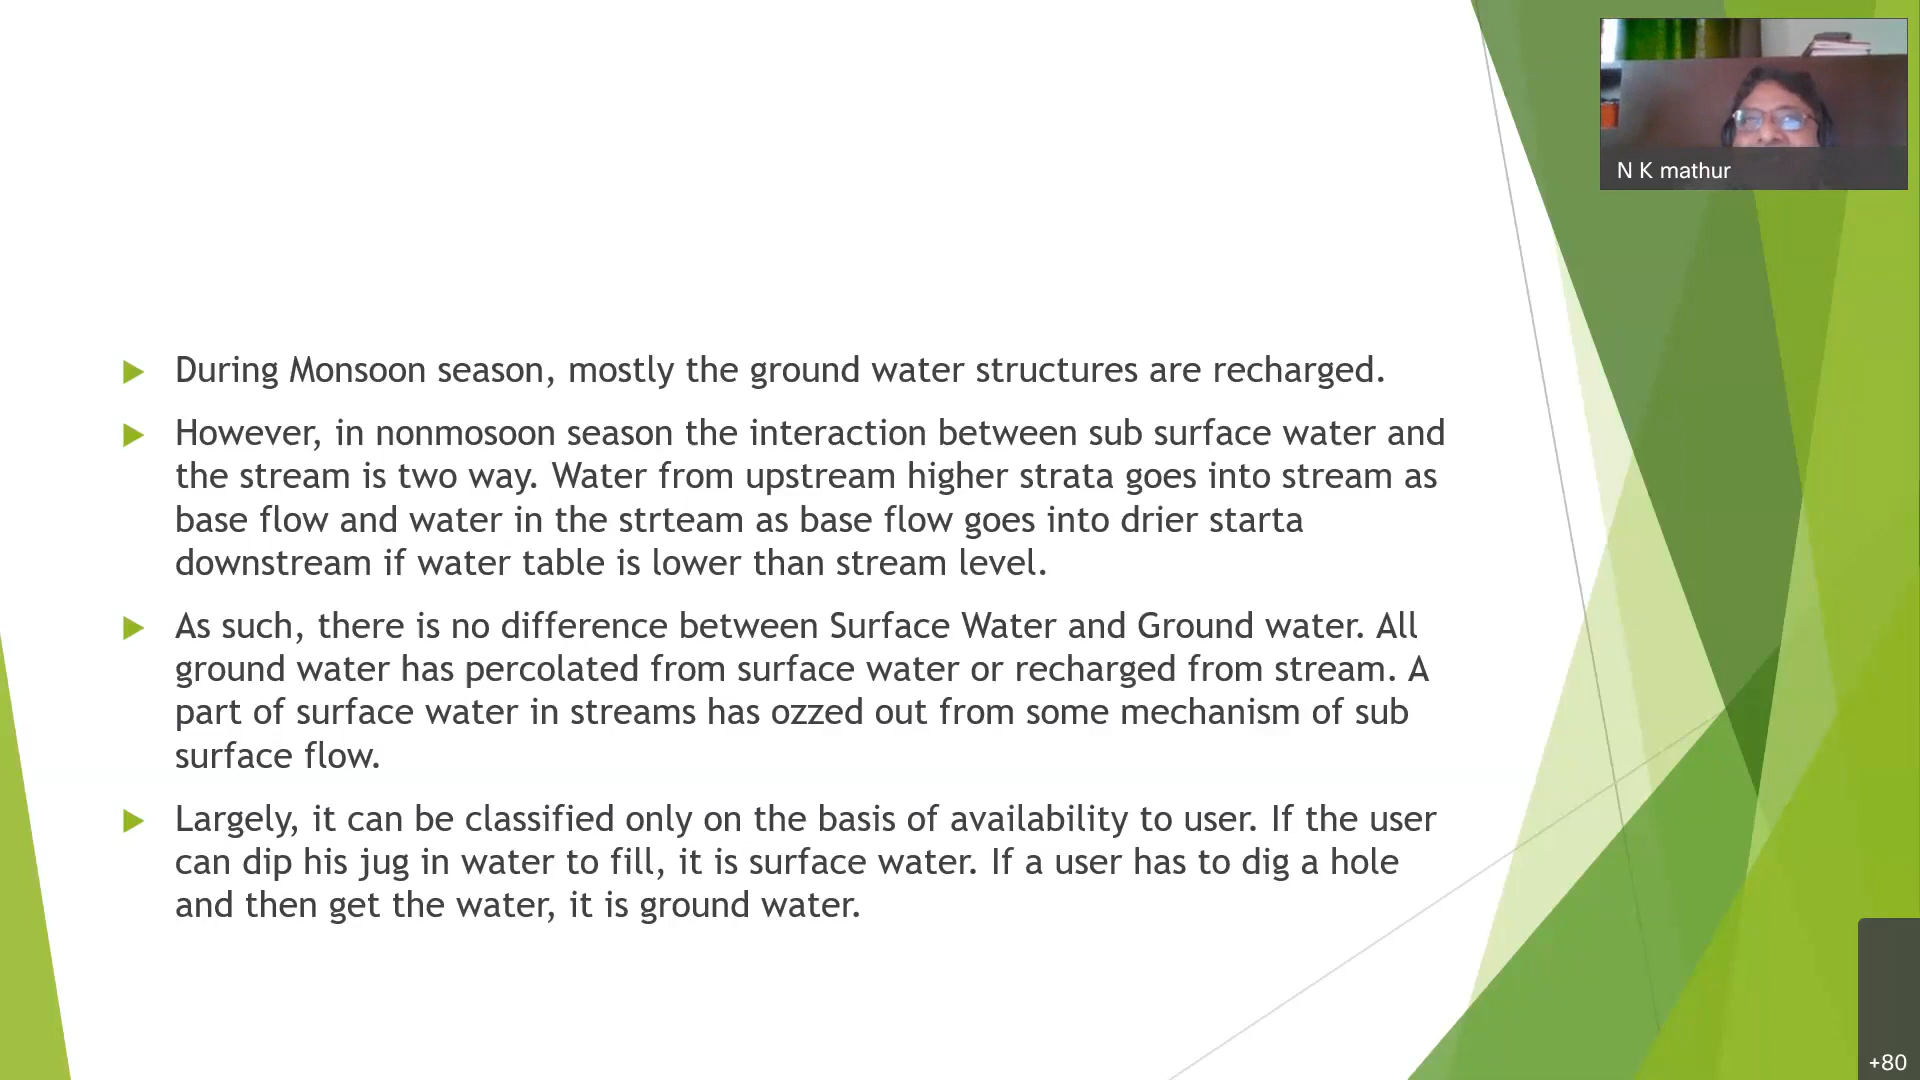 N K mathur
During Monsoon season, mostly the ground water structures are recharged.
However, in nonmosoon season the interaction between sub surface water and
the stream is two way. Water from upstream higher strata goes into stream as
base flow and water in the strteam as base flow goes into drier starta
downstream if water table is lower than stream level.
As such, there is no difference between Surface Water and Ground water. All
ground water has percolated from surface water or recharged from stream. A
part of surface water in streams has ozzed out from some mechanism of sub
surface flow.
Largely, it can be classified only on the basis of availability to user. If the user
can dip his jug in water to fill, it is surface water. If a user has to dig a hole
and then get the water, it is ground water.
+80